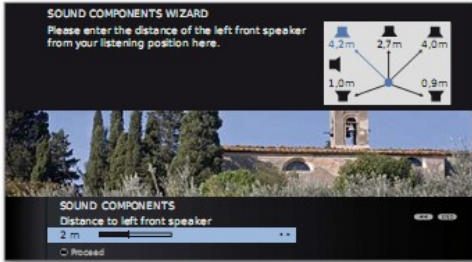 SOUND COMPONENTS WIZARD
Please enter the distance of the left front speaker
from your listening position here.
4,2m 2,7m 4,0m
1,0m 0,9m
SOUND COMPONENTS
Distance to left front speaker
2 m
Proceed